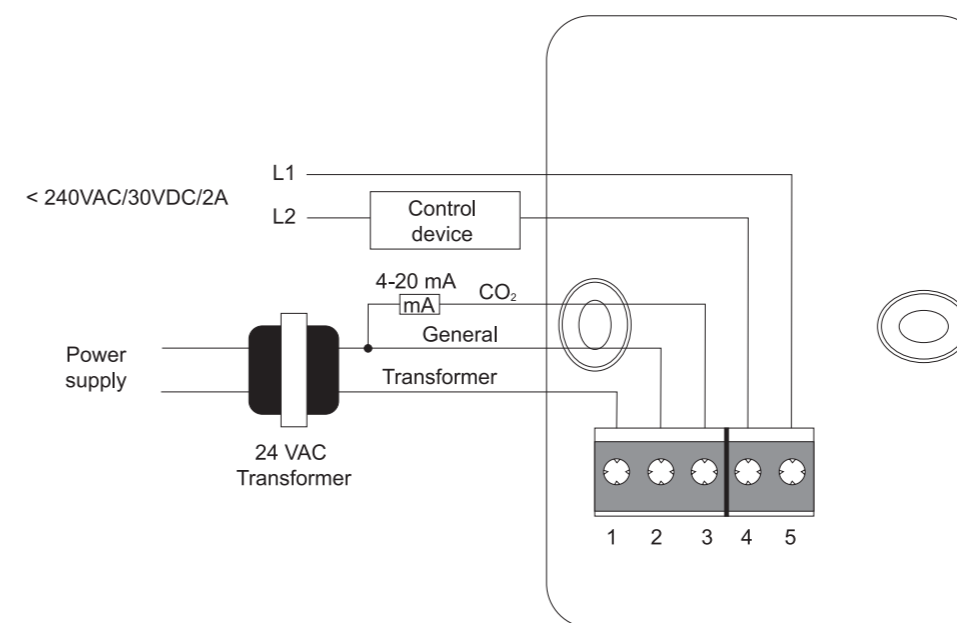 L1
< 240VAC/30VDC/2A
L2
Control
device
4-20 mA
mA
CO₂
General
Power
supply
Transformer
24 VAC
Transformer
1 2 3 4 5